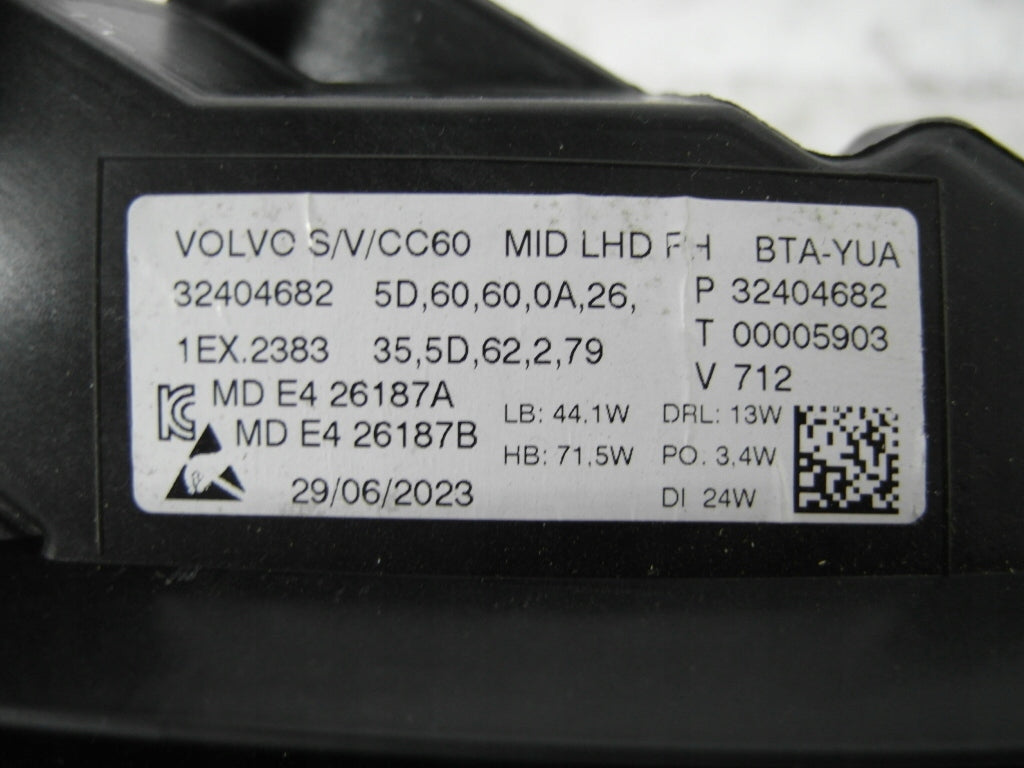 VOLVO S/V/CC60 MID LHD RH BTA-YUA
32404682 5D,60,60,0A,26, P 32404682
1EX.2383 35,5D,62,2,79 T 00005903
V 712
MD E4 26187A LB: 44.1W DRL: 13W
MD E4 26187B HB: 71,5W PO. 3,4W
29/06/2023 DI 24W